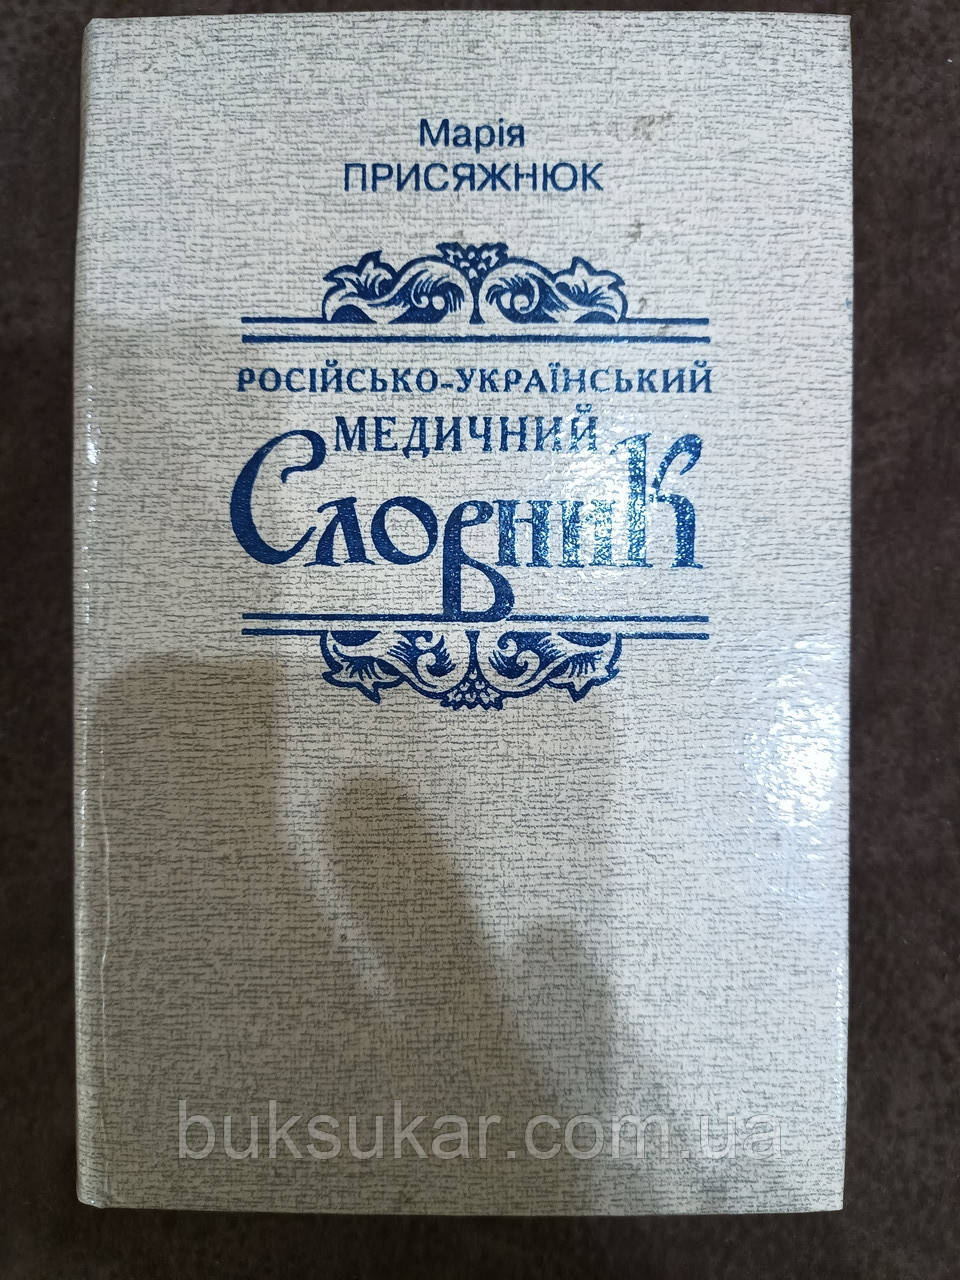 Марія
ПРИСЯЖНЮК
РОСІЙСЬКО-УКРАЇНСЬКИЙ
МЕДИЧНИЙ
СЛОВНИК
buksukar.com.ua